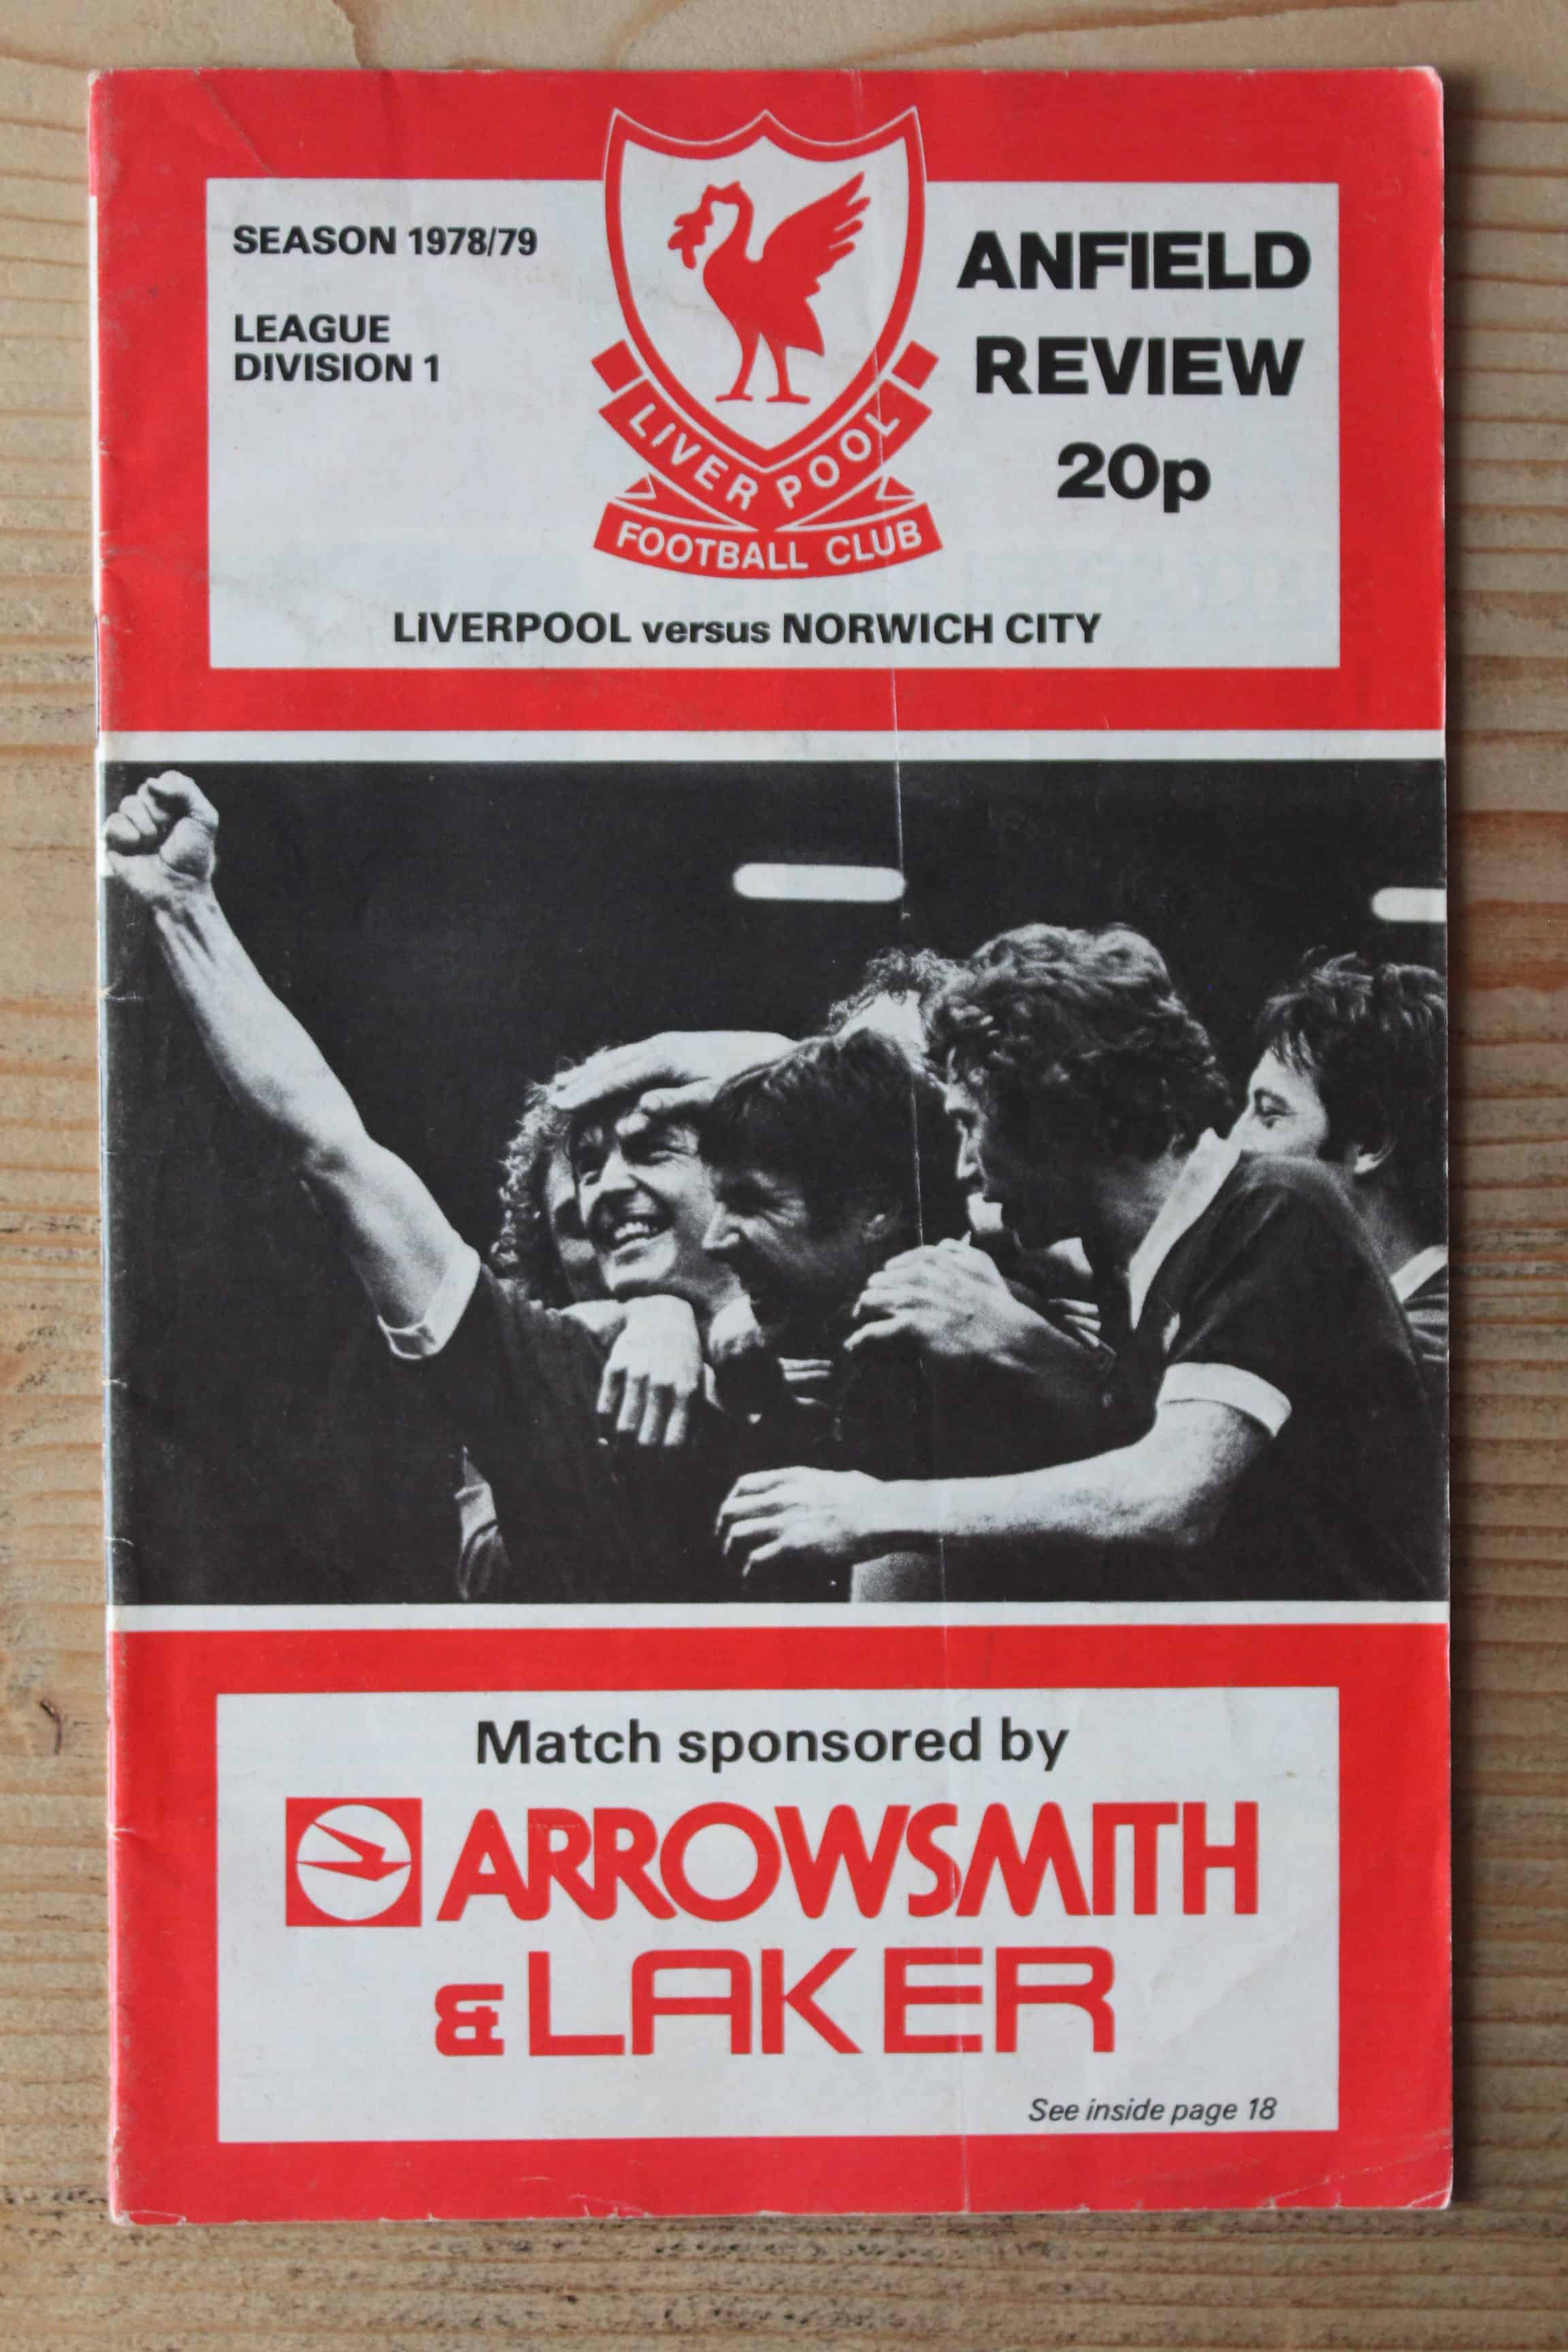 SEASON 1978/79
LEAGUE
DIVISION 1
LIVERPOOL
FOOTBALL CLUB
ANFIELD
REVIEW
20p
LIVERPOOL versus NORWICH CITY
Match sponsored by
ARROWSMITH
& LAKER
See inside page 18